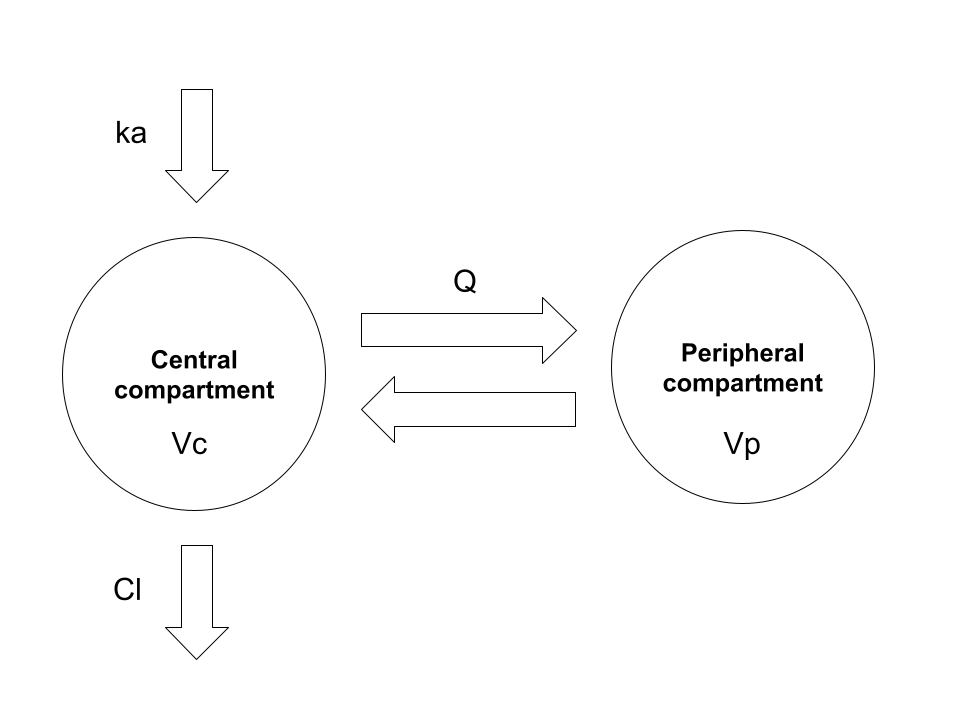 ka
Q
Central
compartment
Vc
Peripheral
compartment
Vp
Cl